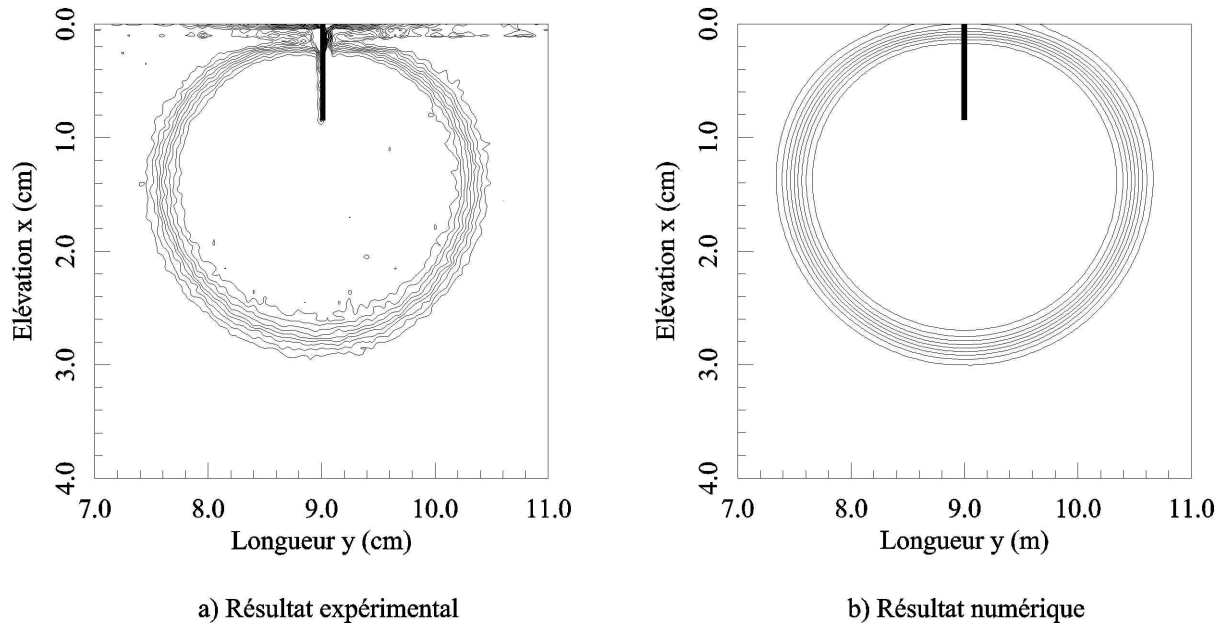 0.0
1.0
2.0
3.0
4.0
Elévation x (cm)
7.0 8.0 9.0 10.0 11.0
Longueur y (cm)
a) Résultat expérimental
0.0
1.0
2.0
3.0
4.0
Elévation x (cm)
7.0 8.0 9.0 10.0 11.0
Longueur y (m)
b) Résultat numérique